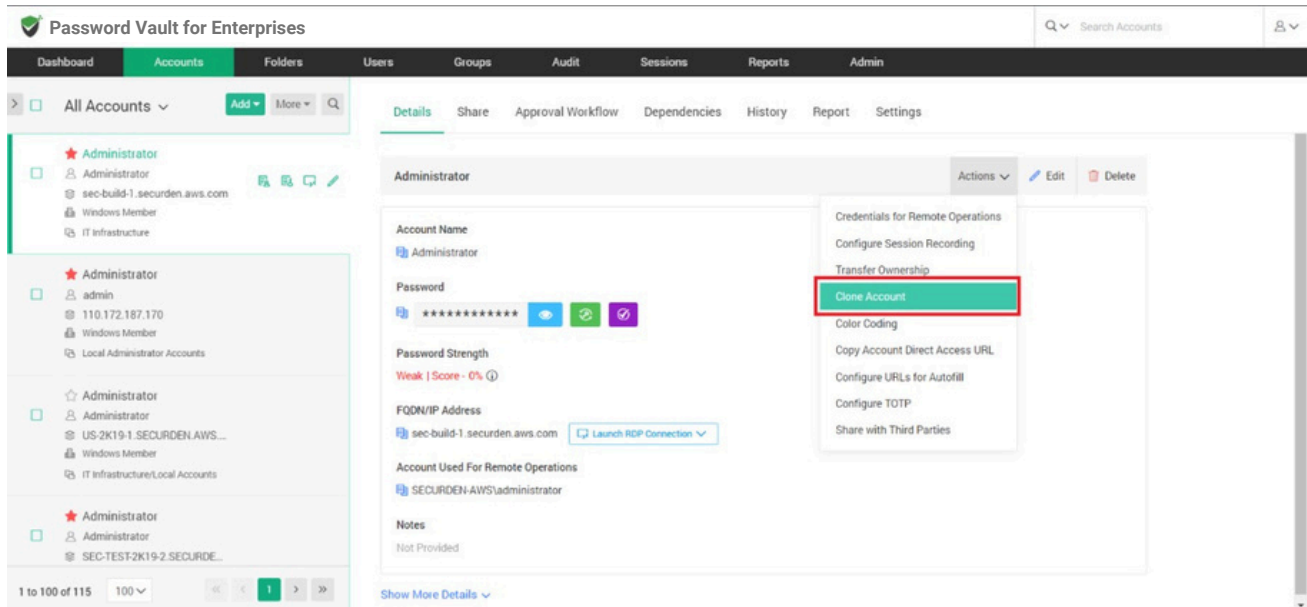 Password Vault for Enterprises
Search Accounts
Dashboard Accounts Folders Users Groups Audit Sessions Reports Admin
All Accounts
Add
More
Administrator
Administrator
sec-build-1.securden.aws.com
Windows Member
IT Infrastructure
Administrator
admin
110.172.187.170
Windows Member
Local Administrator Accounts
Administrator
Administrator
US-2K19-1.SECURDEN.AWS....
Windows Member
IT Infrastructure/Local Accounts
Administrator
Administrator
SEC-TEST-2K19-2.SECURDE...
1 to 100 of 115
100
1
Details Share Approval Workflow Dependencies History Report Settings
Administrator
Actions
Edit
Delete
Account Name
Administrator
Password
************
Password Strength
Weak | Score - 0%
FQDN/IP Address
sec-build-1.securden.aws.com
Launch RDP Connection
Account Used For Remote Operations
SECURDEN-AWS\administrator
Notes
Not Provided
Show More Details
Credentials for Remote Operations
Configure Session Recording
Transfer Ownership
Clone Account
Color Coding
Copy Account Direct Access URL
Configure URLs for Autofill
Configure TOTP
Share with Third Parties